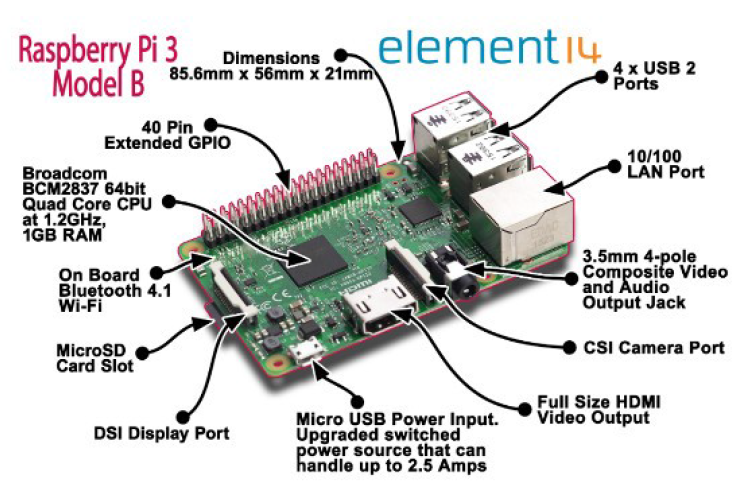 Raspberry Pi 3
Model B
Dimensions
85.6mm x 56mm x 21mm
element14
4 x USB 2
Ports
40 Pin
Extended GPIO
10/100
LAN Port
Broadcom
BCM2837 64bit
Quad Core CPU
at 1.2GHz,
1GB RAM
On Board
Bluetooth 4.1
Wi-Fi
3.5mm 4-pole
Composite Video
and Audio
Output Jack
MicroSD
Card Slot
CSI Camera Port
DSI Display Port
Micro USB Power Input.
Upgraded switched
power source that can
handle up to 2.5 Amps
Full Size HDMI
Video Output
HDMI